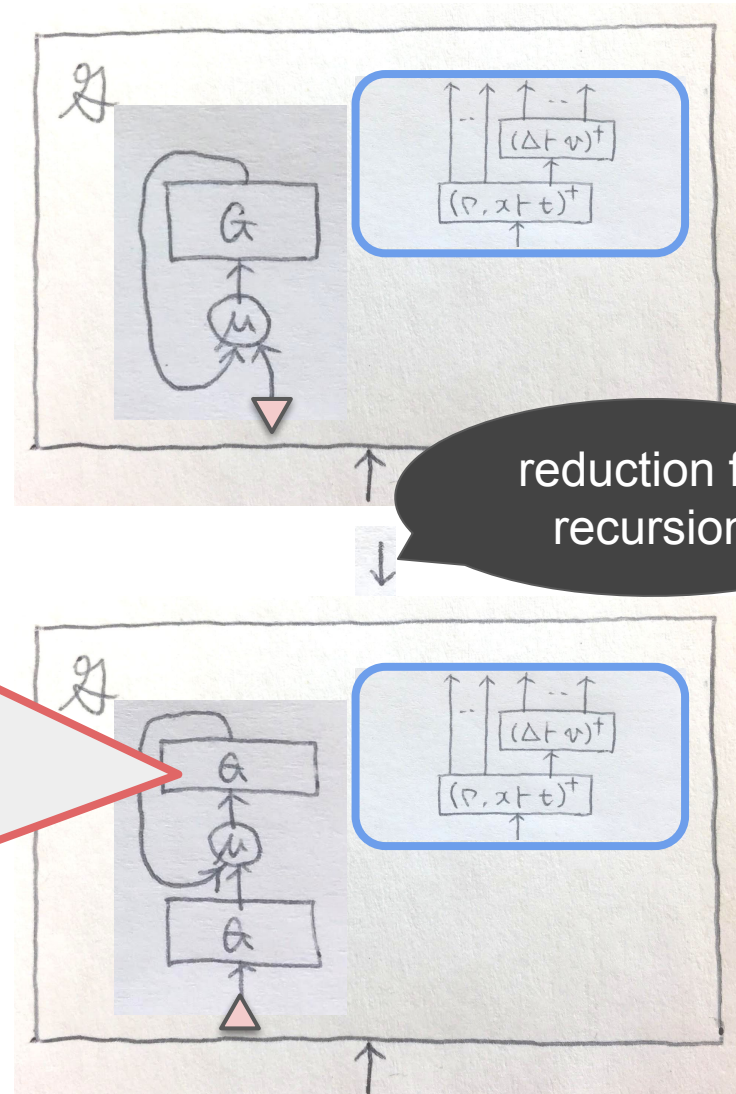 𝒢
(Δ ⊢ v)†
G
(Γ, x ⊢ t)†
μ
reduction f
recursion
𝒢
(Δ ⊢ v)†
G
(Γ, x ⊢ t)†
μ
G